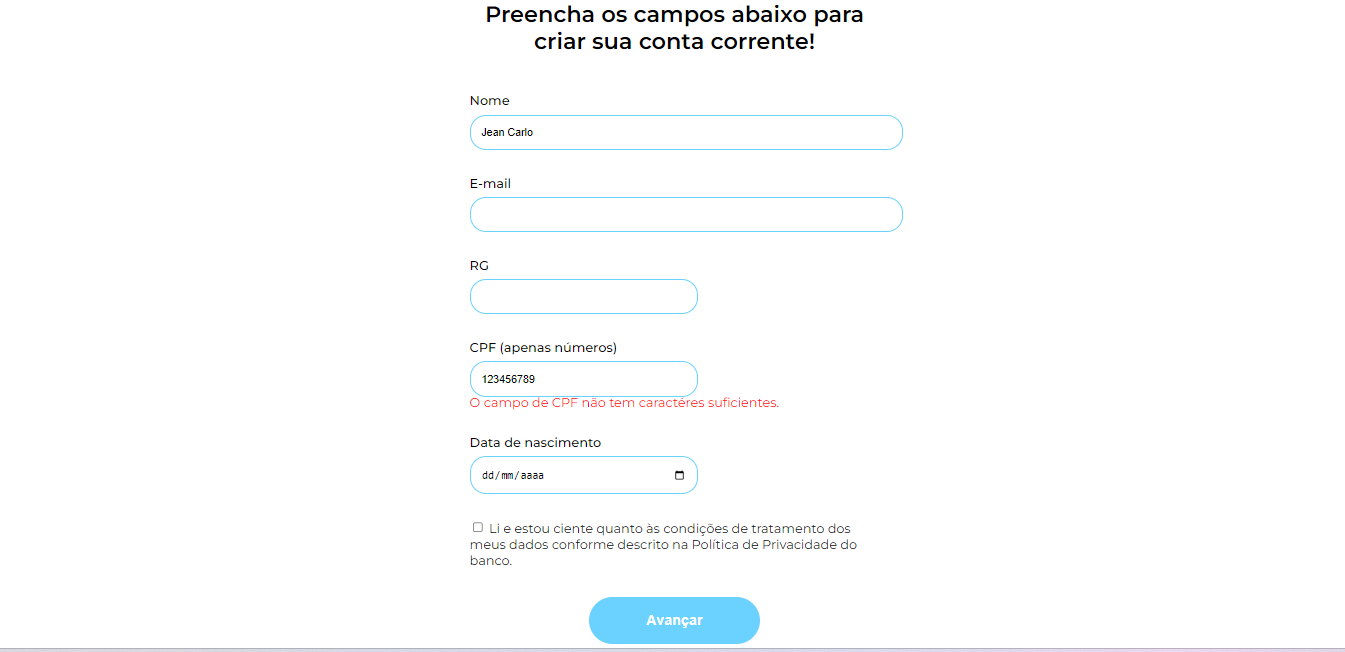 Preencha os campos abaixo para
criar sua conta corrente!
Nome
Jean Carlo
E-mail
RG
CPF (apenas números)
123456789
O campo de CPF não tem caractéres suficientes.
Data de nascimento
dd/mm/aaaa
Li e estou ciente quanto às condições de tratamento dos
meus dados conforme descrito na Política de Privacidade do
banco.
Avançar